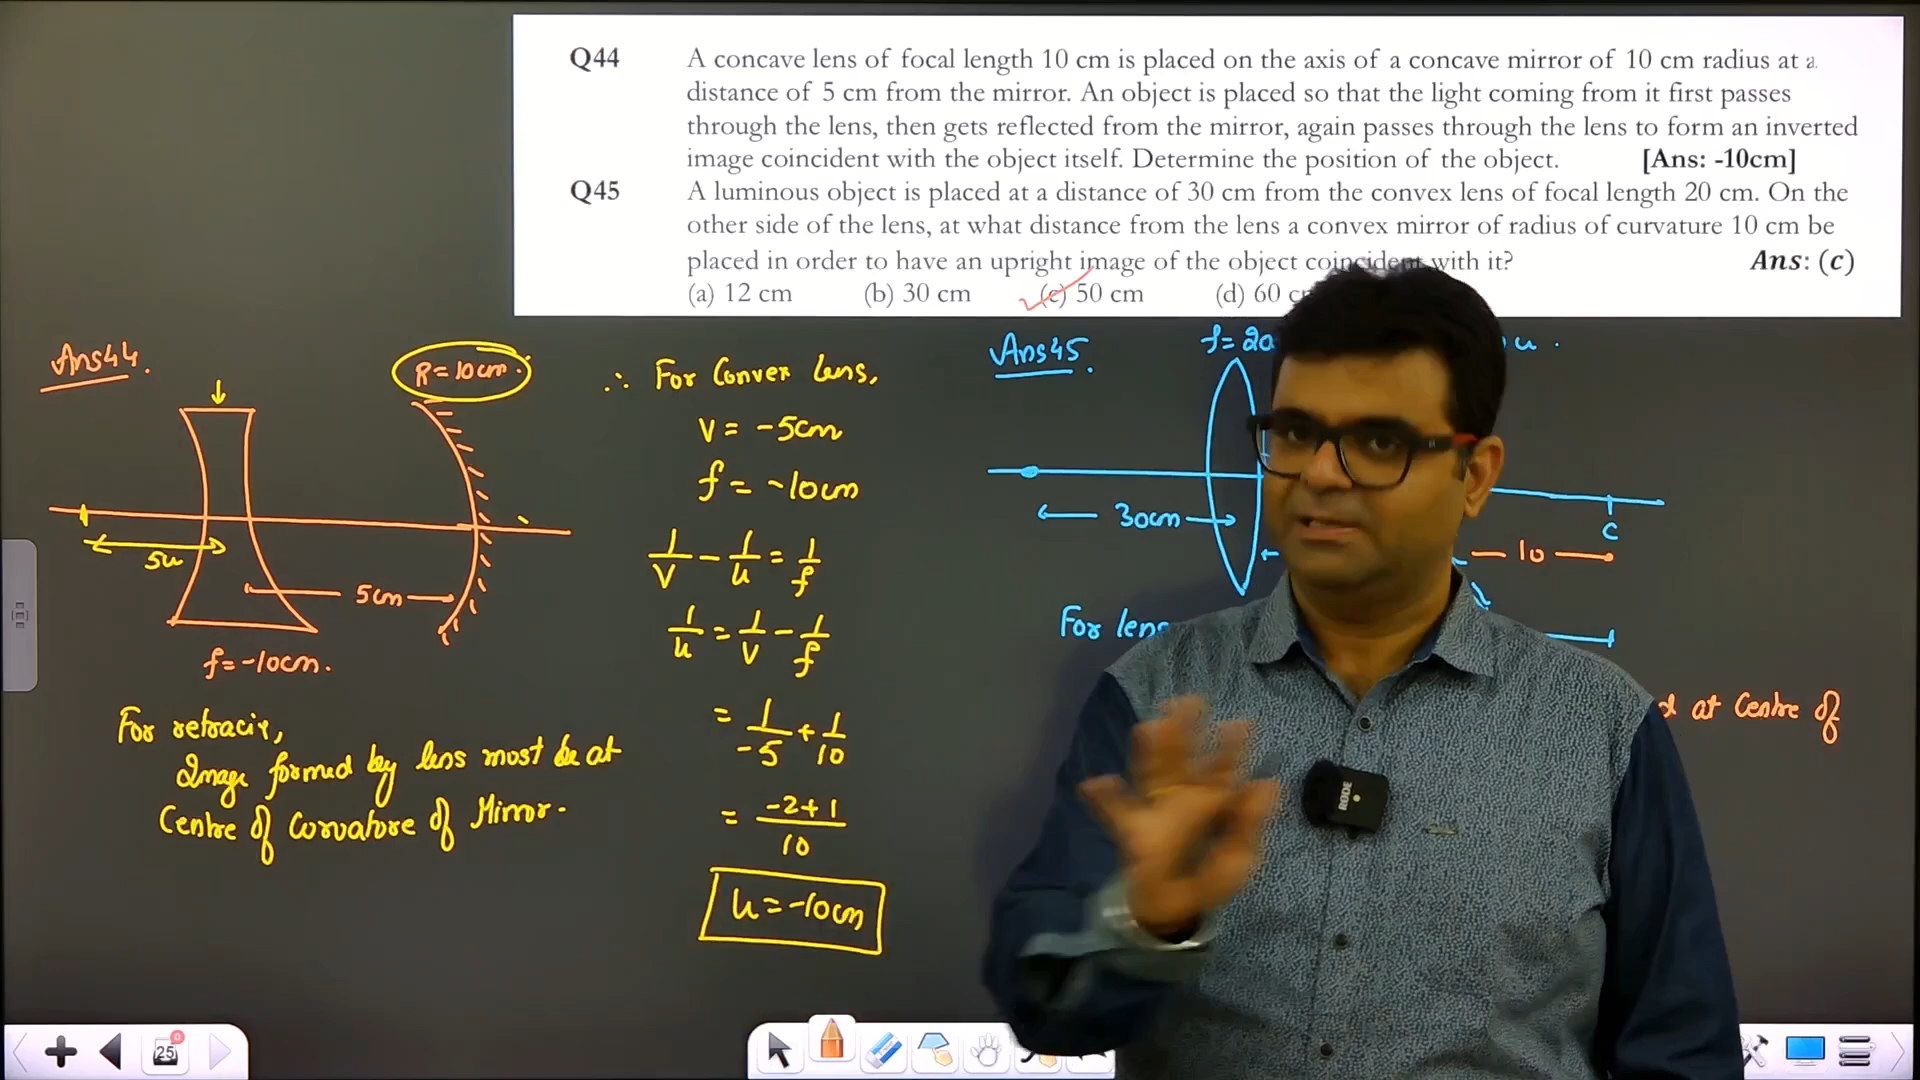 Q44 A concave lens of focal length 10 cm is placed on the axis of a concave mirror of 10 cm radius at a
distance of 5 cm from the mirror. An object is placed so that the light coming from it first passes
through the lens, then gets reflected from the mirror, again passes through the lens to form an inverted
image coincident with the object itself. Determine the position of the object. [Ans: -10cm]
Q45 A luminous object is placed at a distance of 30 cm from the convex lens of focal length 20 cm. On the
other side of the lens, at what distance from the lens a convex mirror of radius of curvature 10 cm be
placed in order to have an upright image of the object coincident with it? Ans: (c)
(a) 12 cm (b) 30 cm (c) 50 cm (d) 60
Ans44.
R=10cm.
5cm
f=-10cm.
Image formed by lens most be at
Centre of Corvature of Mirror.
∴ For Convex lens,
V = -5cm
f = -10cm
1/V - 1/u = 1/f
1/u = 1/V - 1/f
= 1/-5 + 1/10
= -2+1/10
u=-10cm
Ans45.
f=20
30cm
10
C
For lens
at Centre of
RODE
25
0